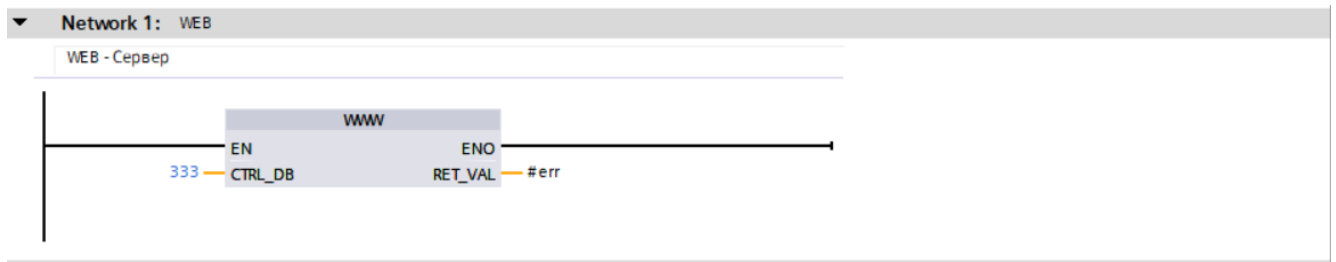 Network 1: WEB
WEB - Сервер
WWW
EN ENO
333 CTRL_DB RET_VAL #err